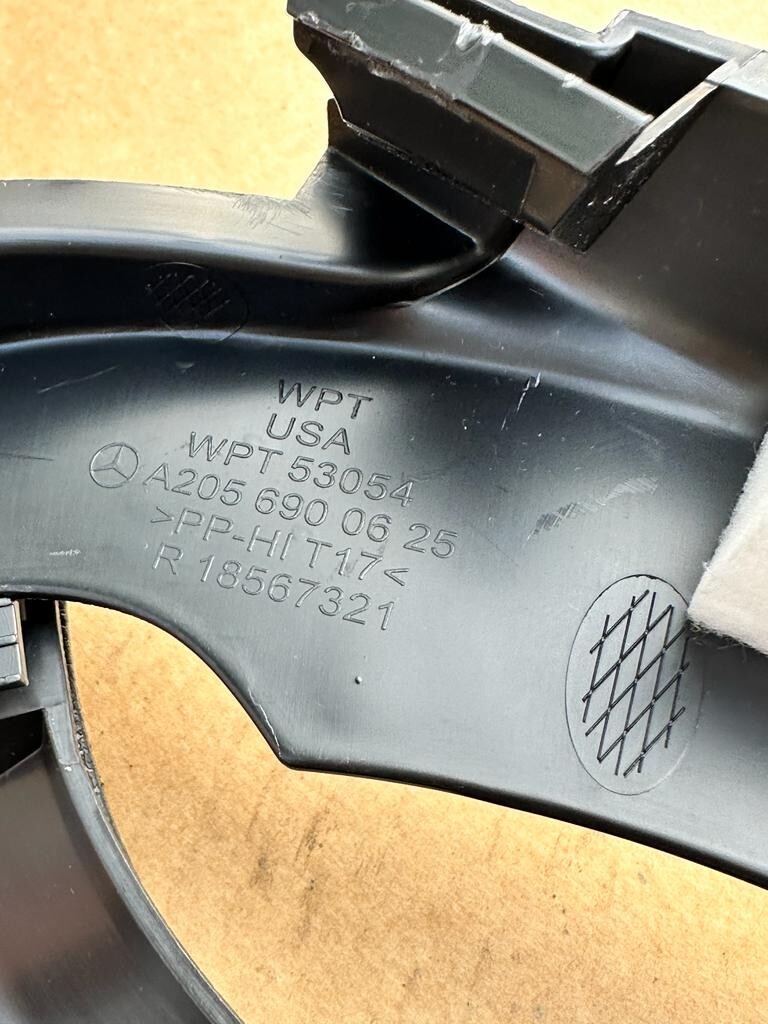 WPT
USA
WPT 53054
A205 690 06 25
>PP-HI T17<
R 18567321